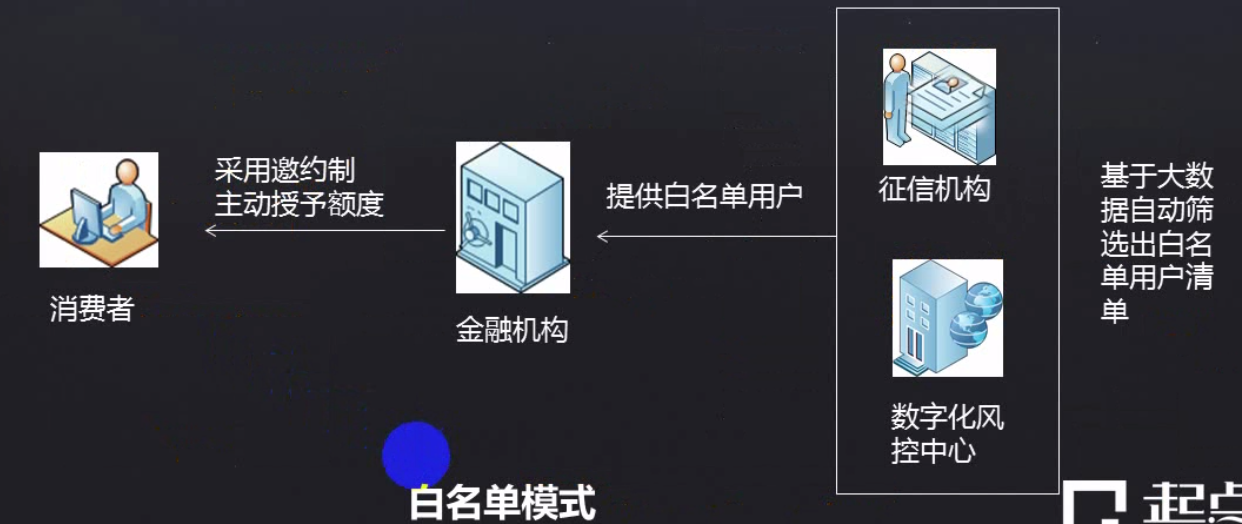 采用邀约制
主动授予额度
消费者
金融机构
提供白名单用户
征信机构
数字化风
控中心
基于大数
据自动筛
选出白名
单用户清
单
白名单模式
起点